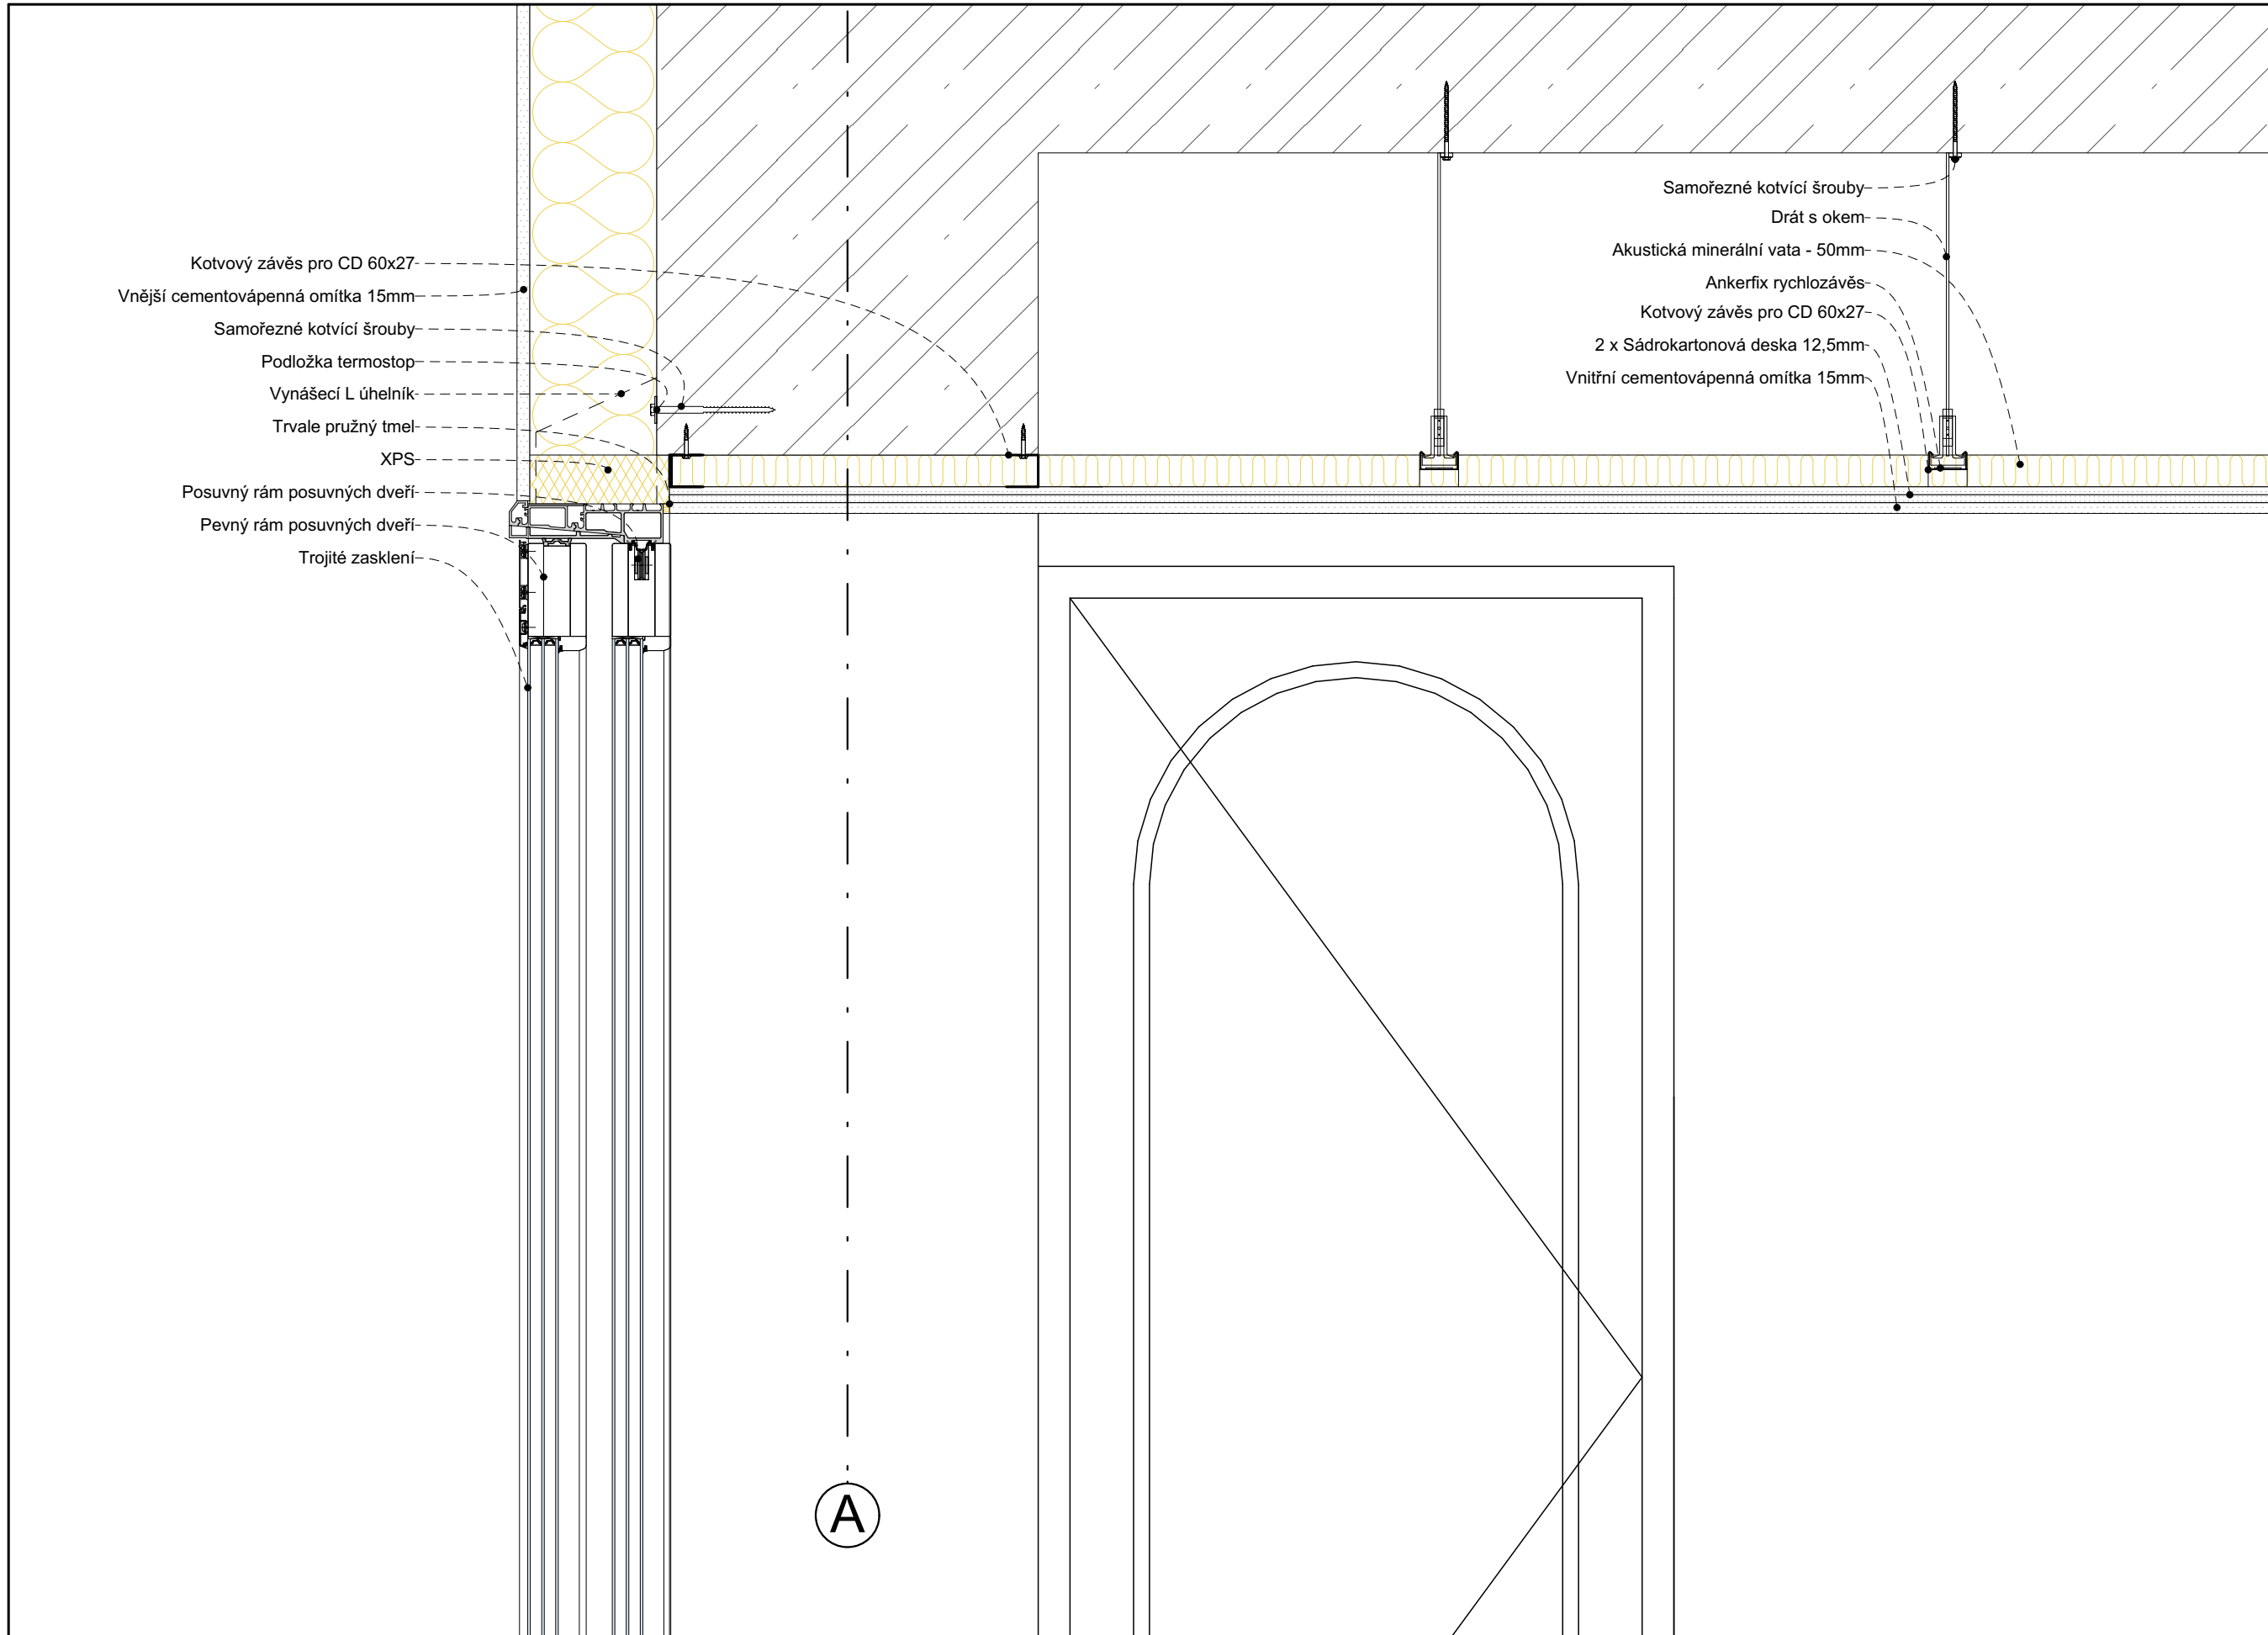 Kotvový závěs pro CD 60x27
Vnější cementovápenná omítka 15mm
Samořezné kotvící šrouby
Podložka termostop
Vynášecí L úhelník
Trvale pružný tmel
XPS
Posuvný rám posuvných dveří
Pevný rám posuvných dveří
Trojité zasklení
Samořezné kotvící šrouby
Drát s okem
Akustická minerální vata - 50mm
Ankerfix rychlozávěs
Kotvový závěs pro CD 60x27
2 x Sádrokartonová deska 12,5mm
Vnitřní cementovápenná omítka 15mm
A